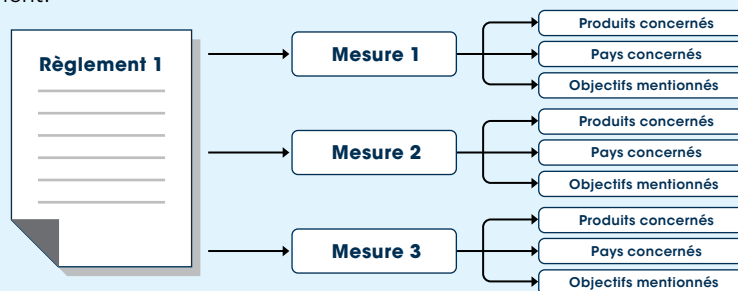 Règlement 1
Mesure 1
Produits concernés
Pays concernés
Objectifs mentionnés
Mesure 2
Produits concernés
Pays concernés
Objectifs mentionnés
Mesure 3
Produits concernés
Pays concernés
Objectifs mentionnés